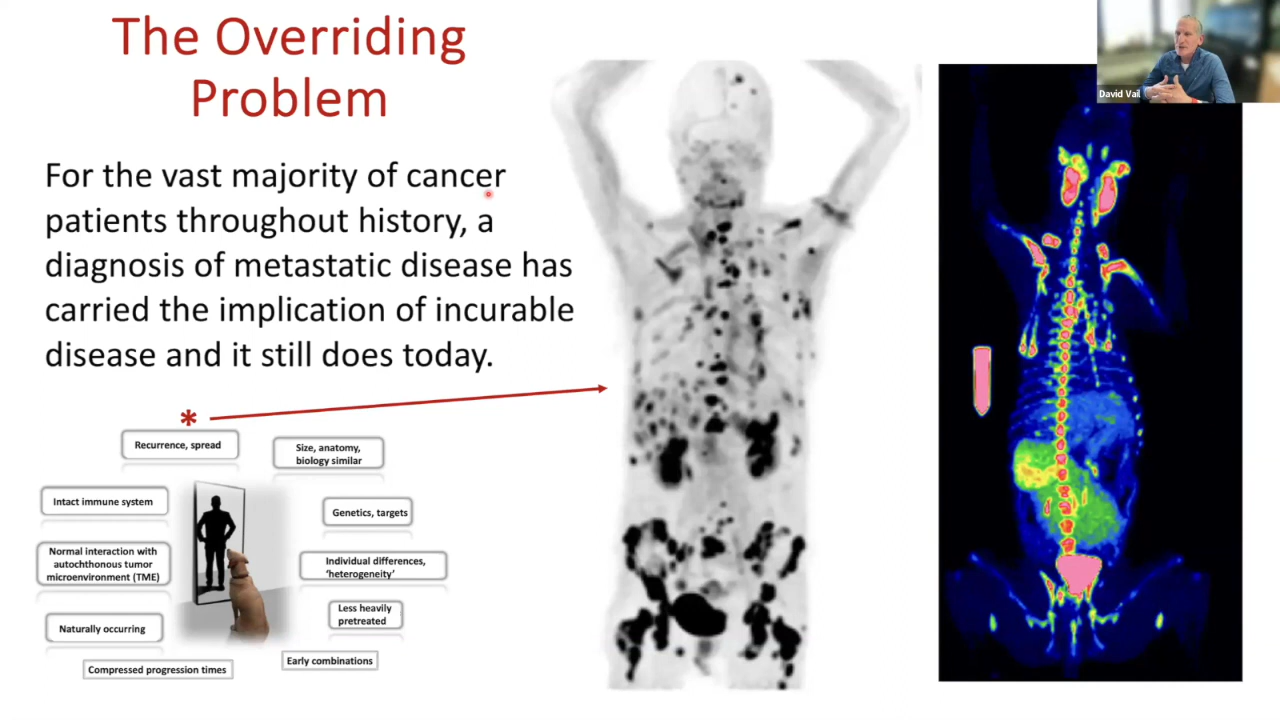 The Overriding
Problem
David Vail
For the vast majority of cancer
patients throughout history, a
diagnosis of metastatic disease has
carried the implication of incurable
disease and it still does today.
*
Recurrence, spread
Size, anatomy,
biology similar
Intact immune system
Genetics, targets
Normal interaction with
autochthonous tumor
microenvironment (TME)
Individual differences,
‘heterogeneity’
Less heavily
pretreated
Naturally occurring
Early combinations
Compressed progression times